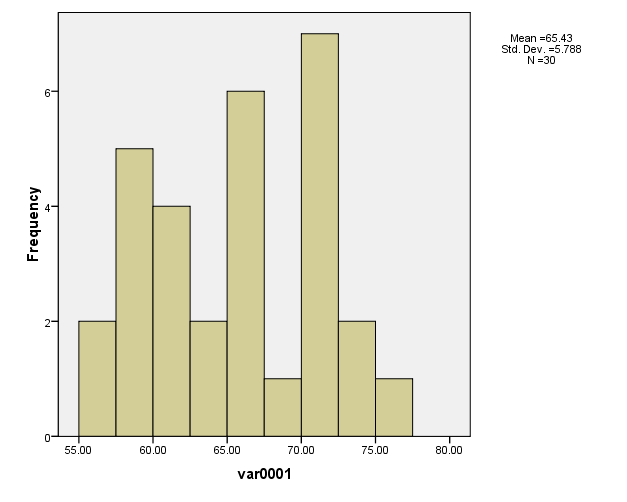 Mean =65.43
Std. Dev. =5.788
N =30
Frequency
6
4
2
0
55.00 60.00 65.00 70.00 75.00 80.00
var0001